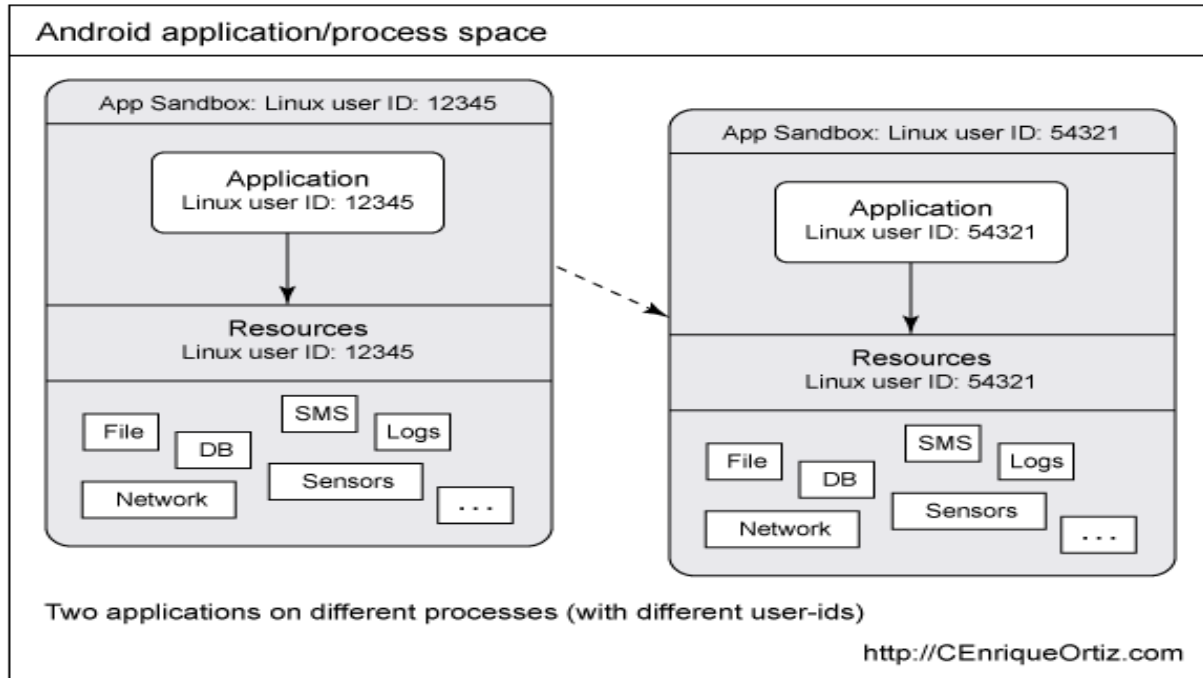 Android application/process space
App Sandbox: Linux user ID: 12345
Application
Linux user ID: 12345
Resources
Linux user ID: 12345
File
DB
SMS
Logs
Network
Sensors
...
App Sandbox: Linux user ID: 54321
Application
Linux user ID: 54321
Resources
Linux user ID: 54321
File
DB
SMS
Logs
Network
Sensors
...
Two applications on different processes (with different user-ids)
http://CEnriqueOrtiz.com